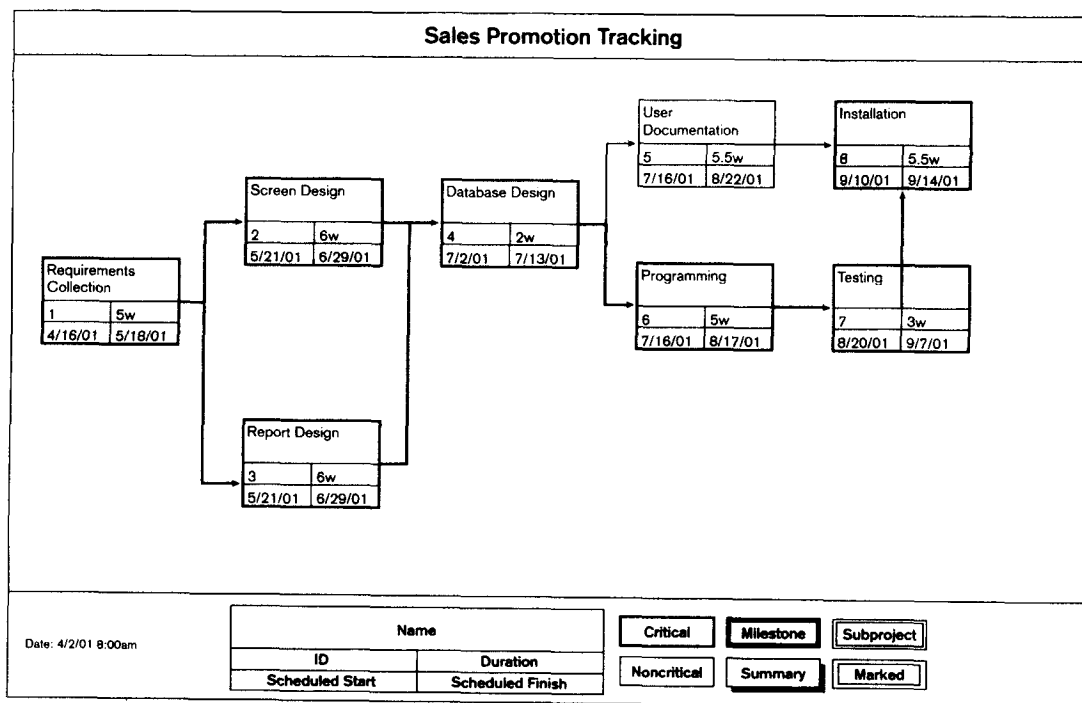 Sales Promotion Tracking
User
Documentation
5 5.5w
7/16/01 8/22/01
Installation
8 5.5w
9/10/01 9/14/01
Screen Design
2 6w
5/21/01 6/29/01
Database Design
4 2w
7/2/01 7/13/01
Requirements
Collection
1 5w
4/16/01 5/18/01
Programming
6 5w
7/16/01 8/17/01
Testing
7 3w
8/20/01 9/7/01
Report Design
3 6w
5/21/01 6/29/01
Date: 4/2/01 8:00am
Name
ID Duration
Scheduled Start Scheduled Finish
Critical Milestone Subproject
Noncritical Summary Marked